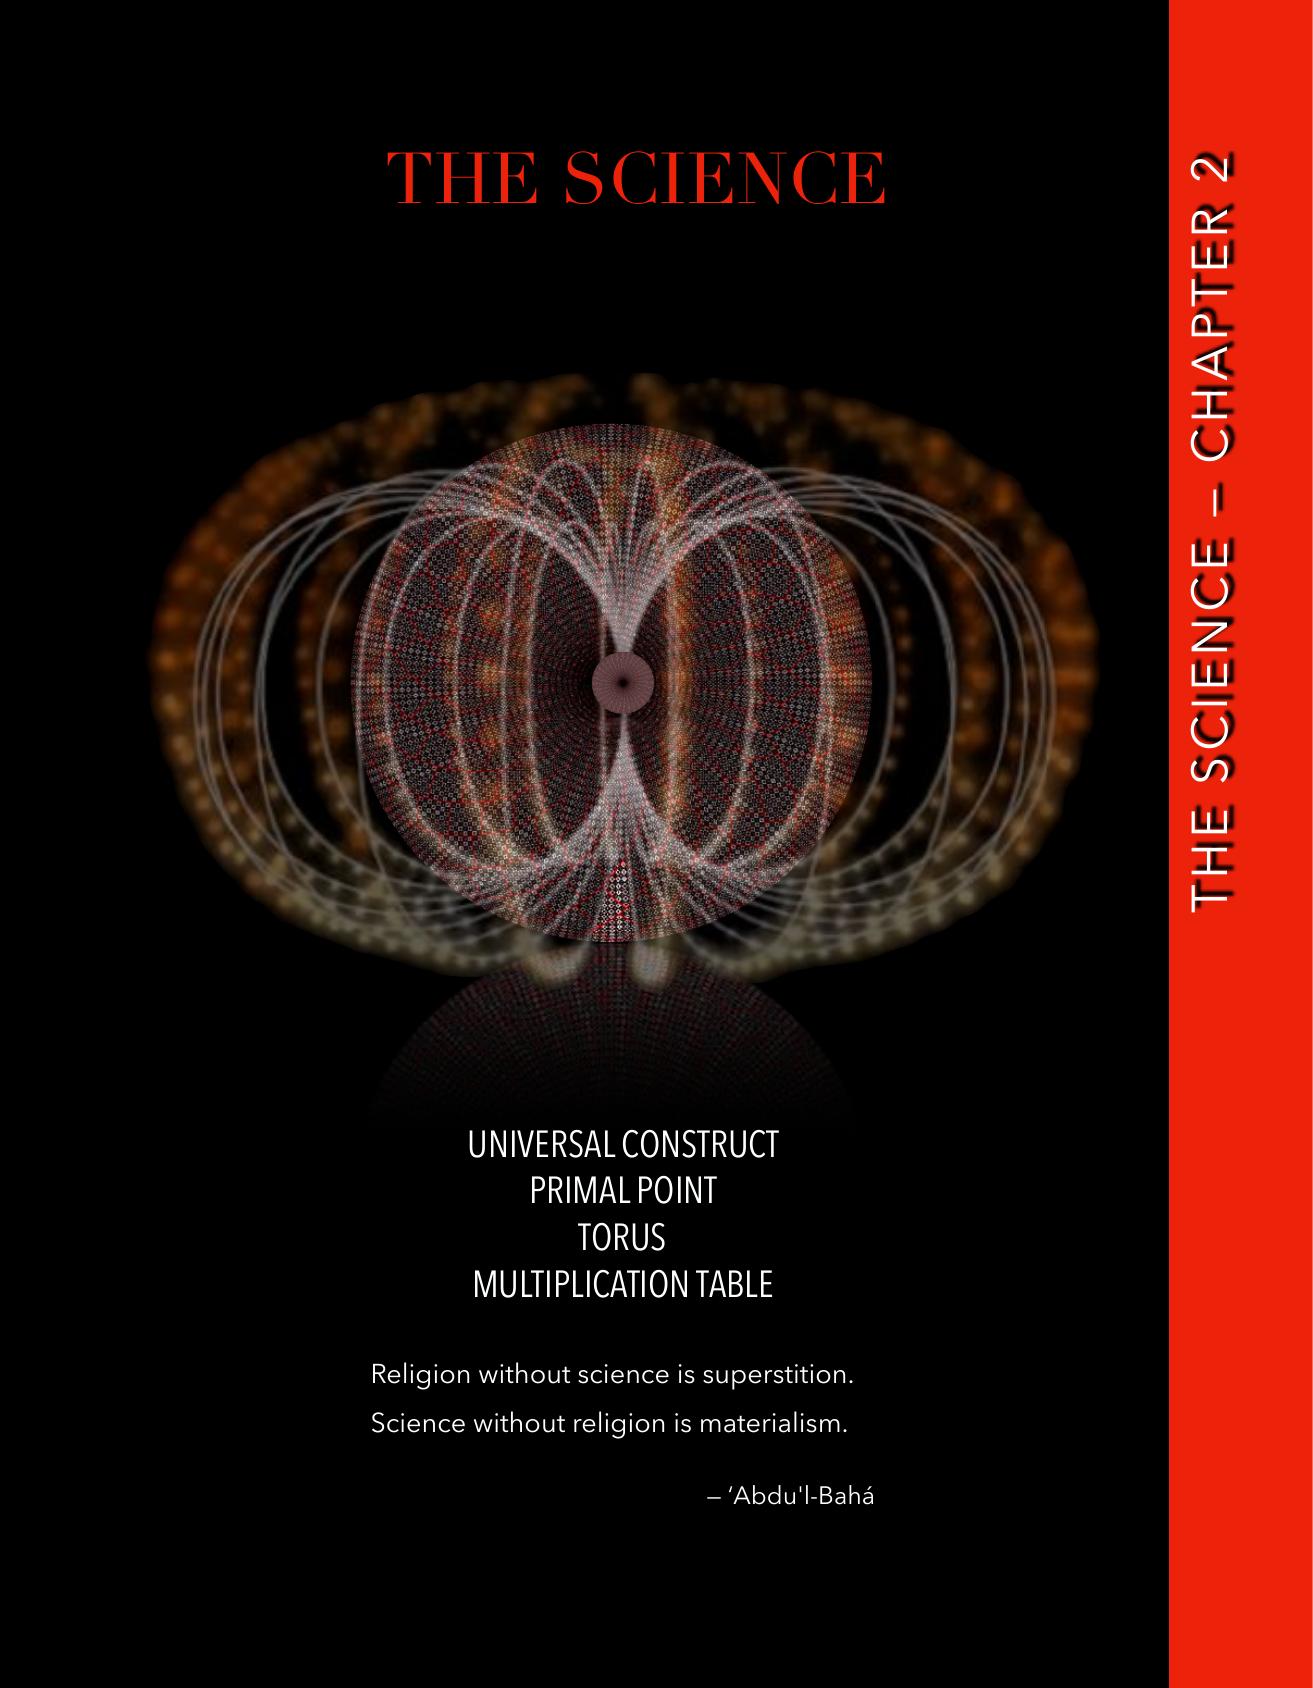 THE SCIENCE
UNIVERSAL CONSTRUCT
PRIMAL POINT
TORUS
MULTIPLICATION TABLE
Religion without science is superstition.
Science without religion is materialism.
– ‘Abdu'l-Bahá
THE SCIENCE – CHAPTER 2